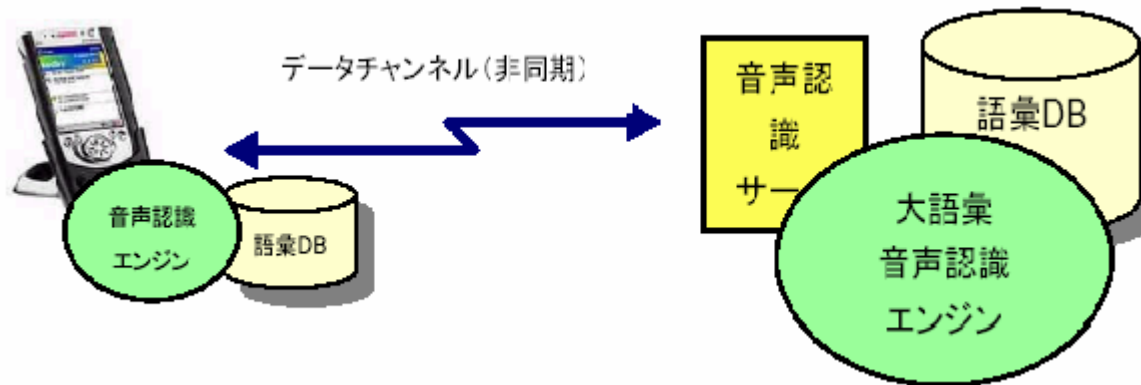 データチャンネル(非同期)
音声認識
エンジン
語彙DB
音声認
識
サー
語彙DB
大語彙
音声認識
エンジン